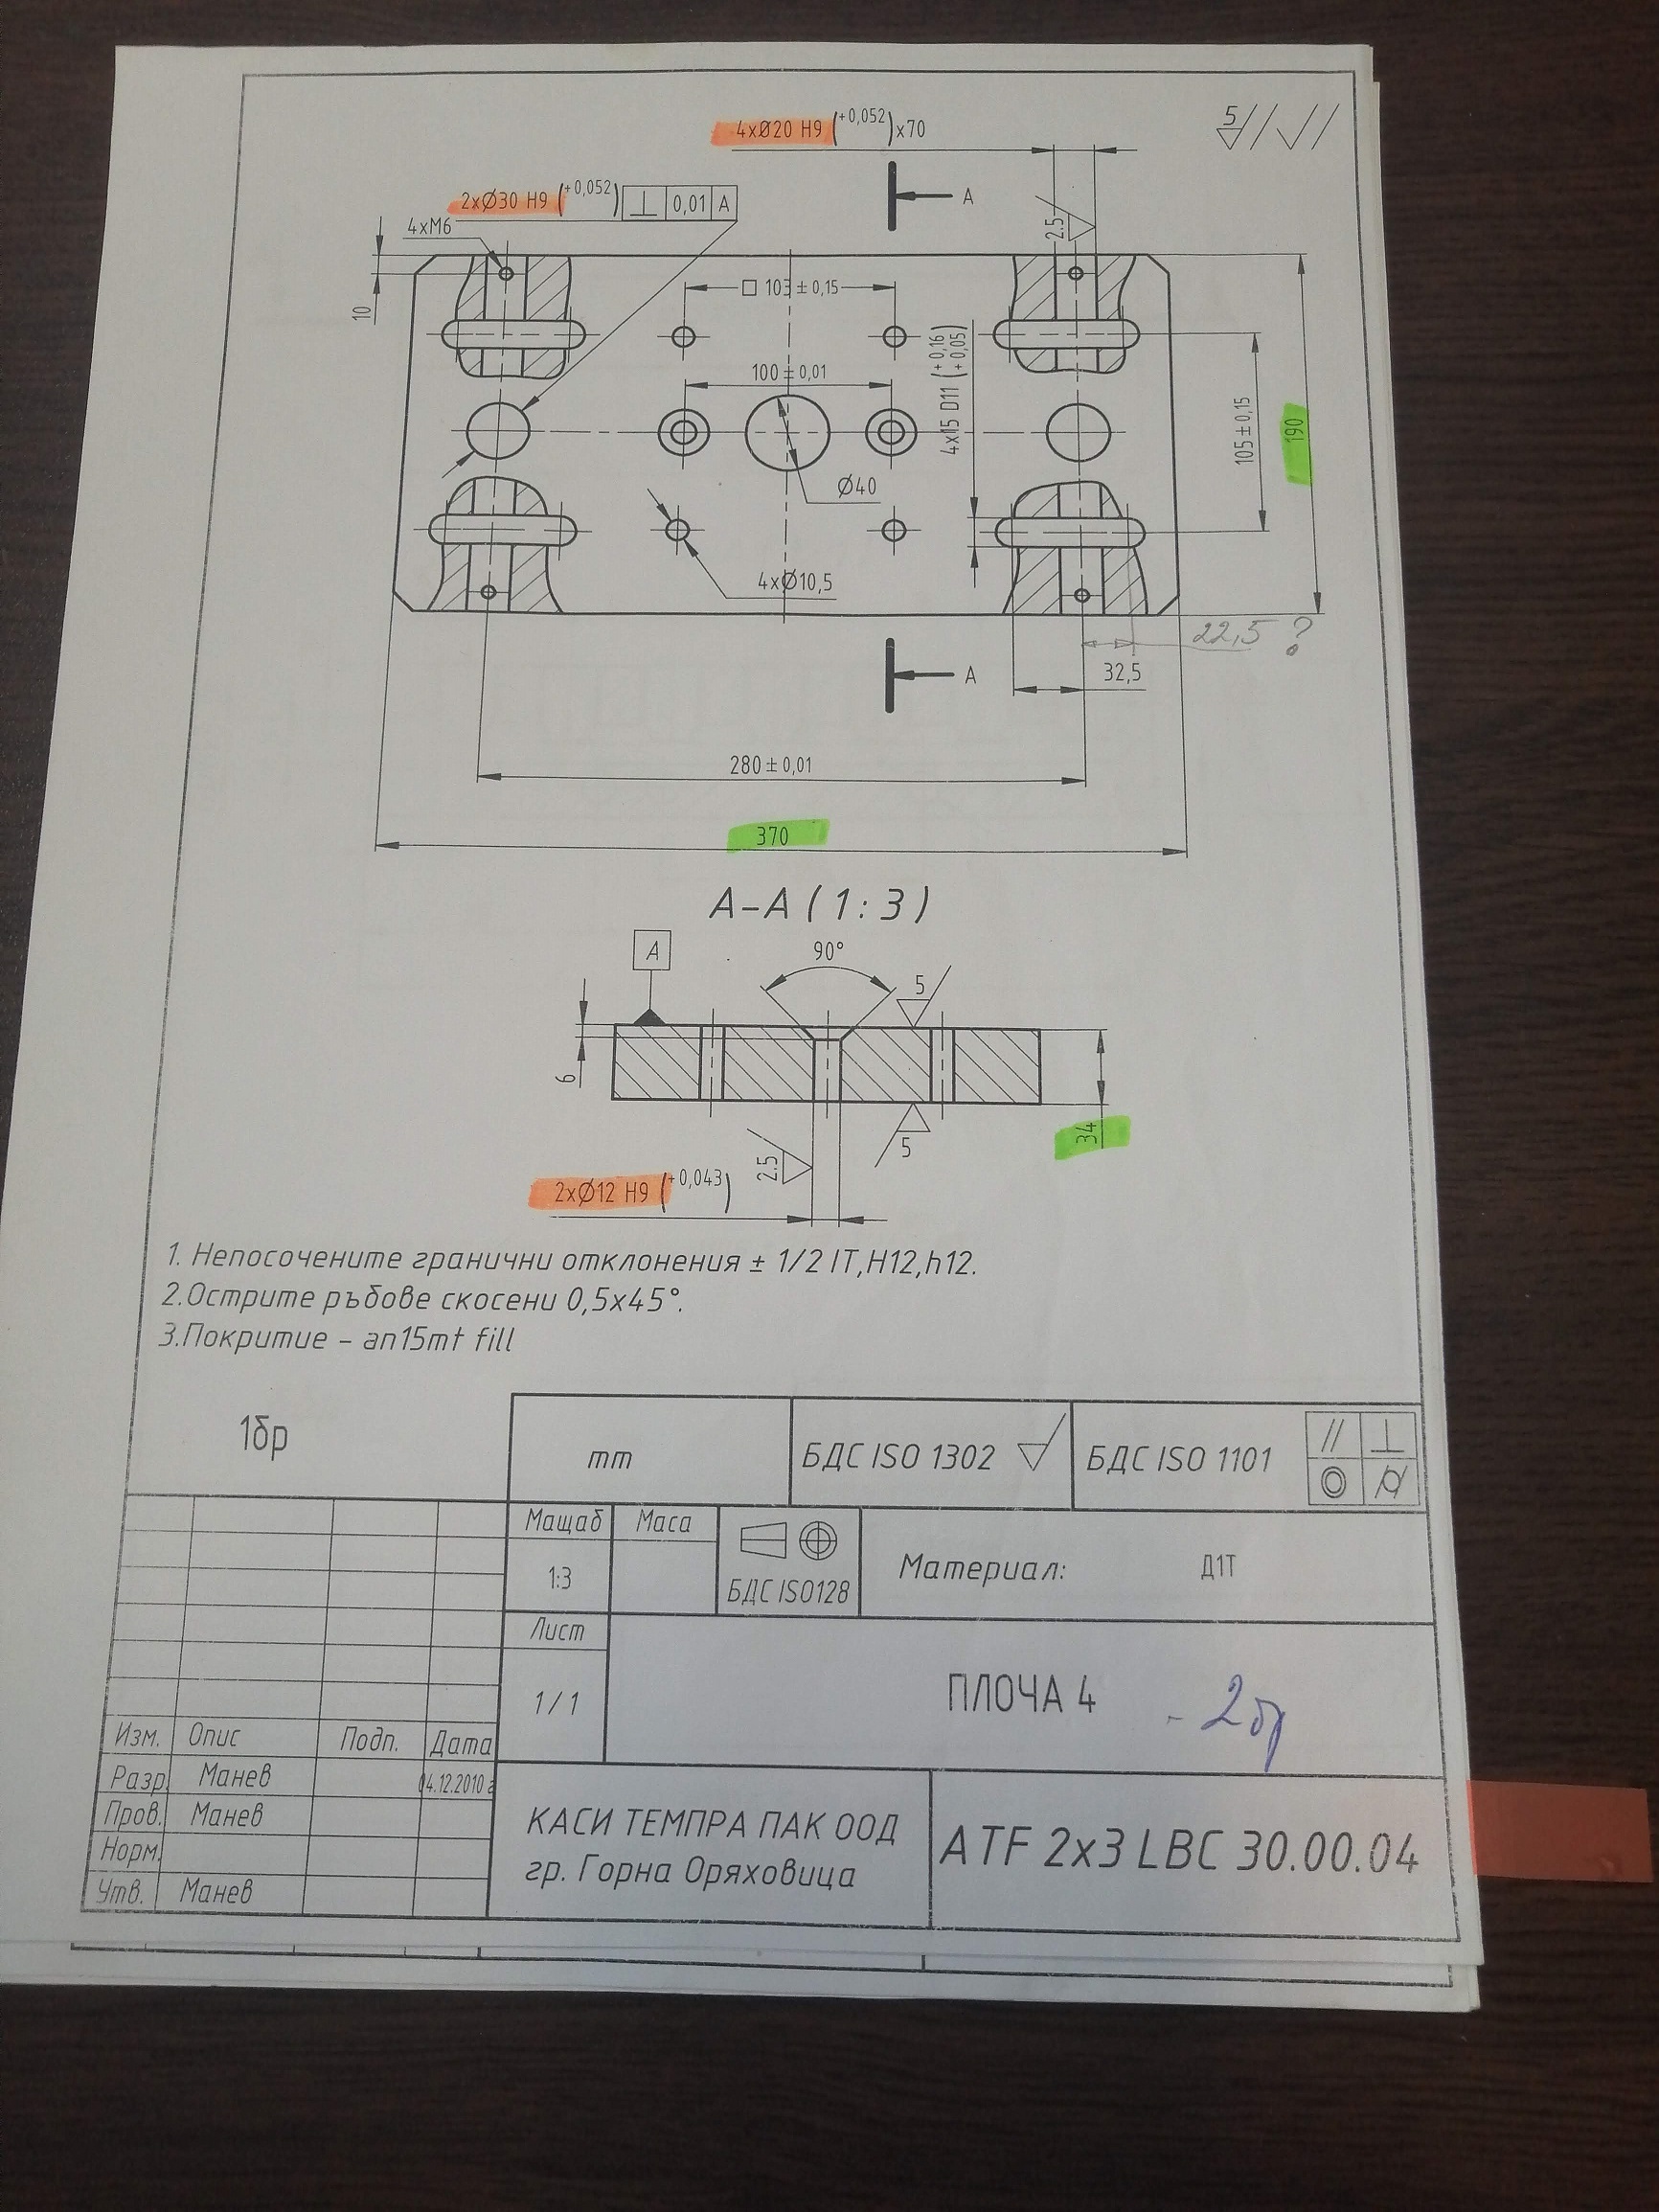 5
4xØ20 H9 (+0,052)x70
A
2xØ30 H9 (+0,052) ⊥ 0,01 A
4xM6
2.5
10
□ 103 ± 0,15
100 ± 0,01
4x15 D11 (+0,16 +0,05)
105 ± 0,15
190
Ø40
4xØ10,5
22,5 ?
A
32,5
280 ± 0,01
370
A-A ( 1 : 3 )
A
90°
5
6
34
5
2.5
2xØ12 H9 (+0,043)
1. Непосочените гранични отклонения ± 1/2 IT,H12,h12.
2.Острите ръбове скосени 0,5x45°.
3.Покритие - an15mt fill
1бр
mm
БДС ISO 1302
БДС ISO 1101
Мащаб
Маса
1:3
БДС ISO128
Материал:
Д1Т
Лист
1 / 1
ПЛОЧА 4
- 2бр
Изм. Опис Подп. Дата
Разр. Манев 04.12.2010 г
Пров. Манев
Норм.
Утв. Манев
КАСИ ТЕМПРА ПАК ООД
гр. Горна Оряховица
ATF 2x3 LBC 30.00.04